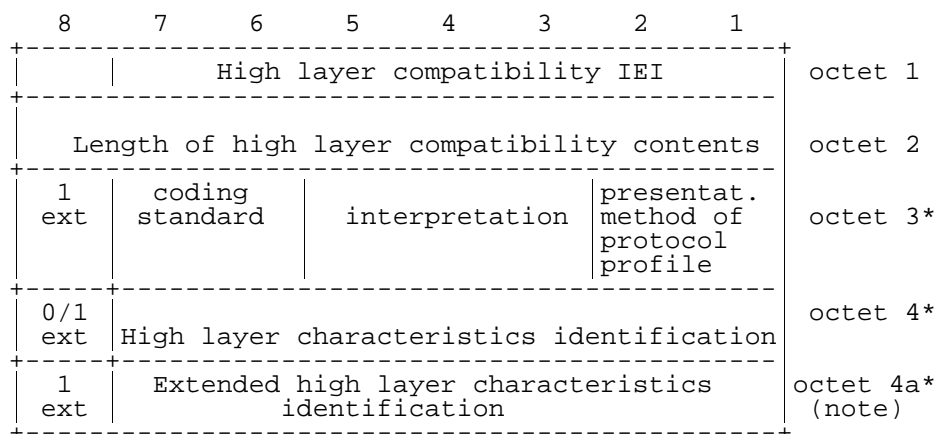 8 7 6 5 4 3 2 1
High layer compatibility IEI octet 1
Length of high layer compatibility contents octet 2
1 coding presentat.
ext standard interpretation method of octet 3*
protocol
profile
0/1 octet 4*
ext High layer characteristics identification
1 Extended high layer characteristics octet 4a*
ext identification (note)